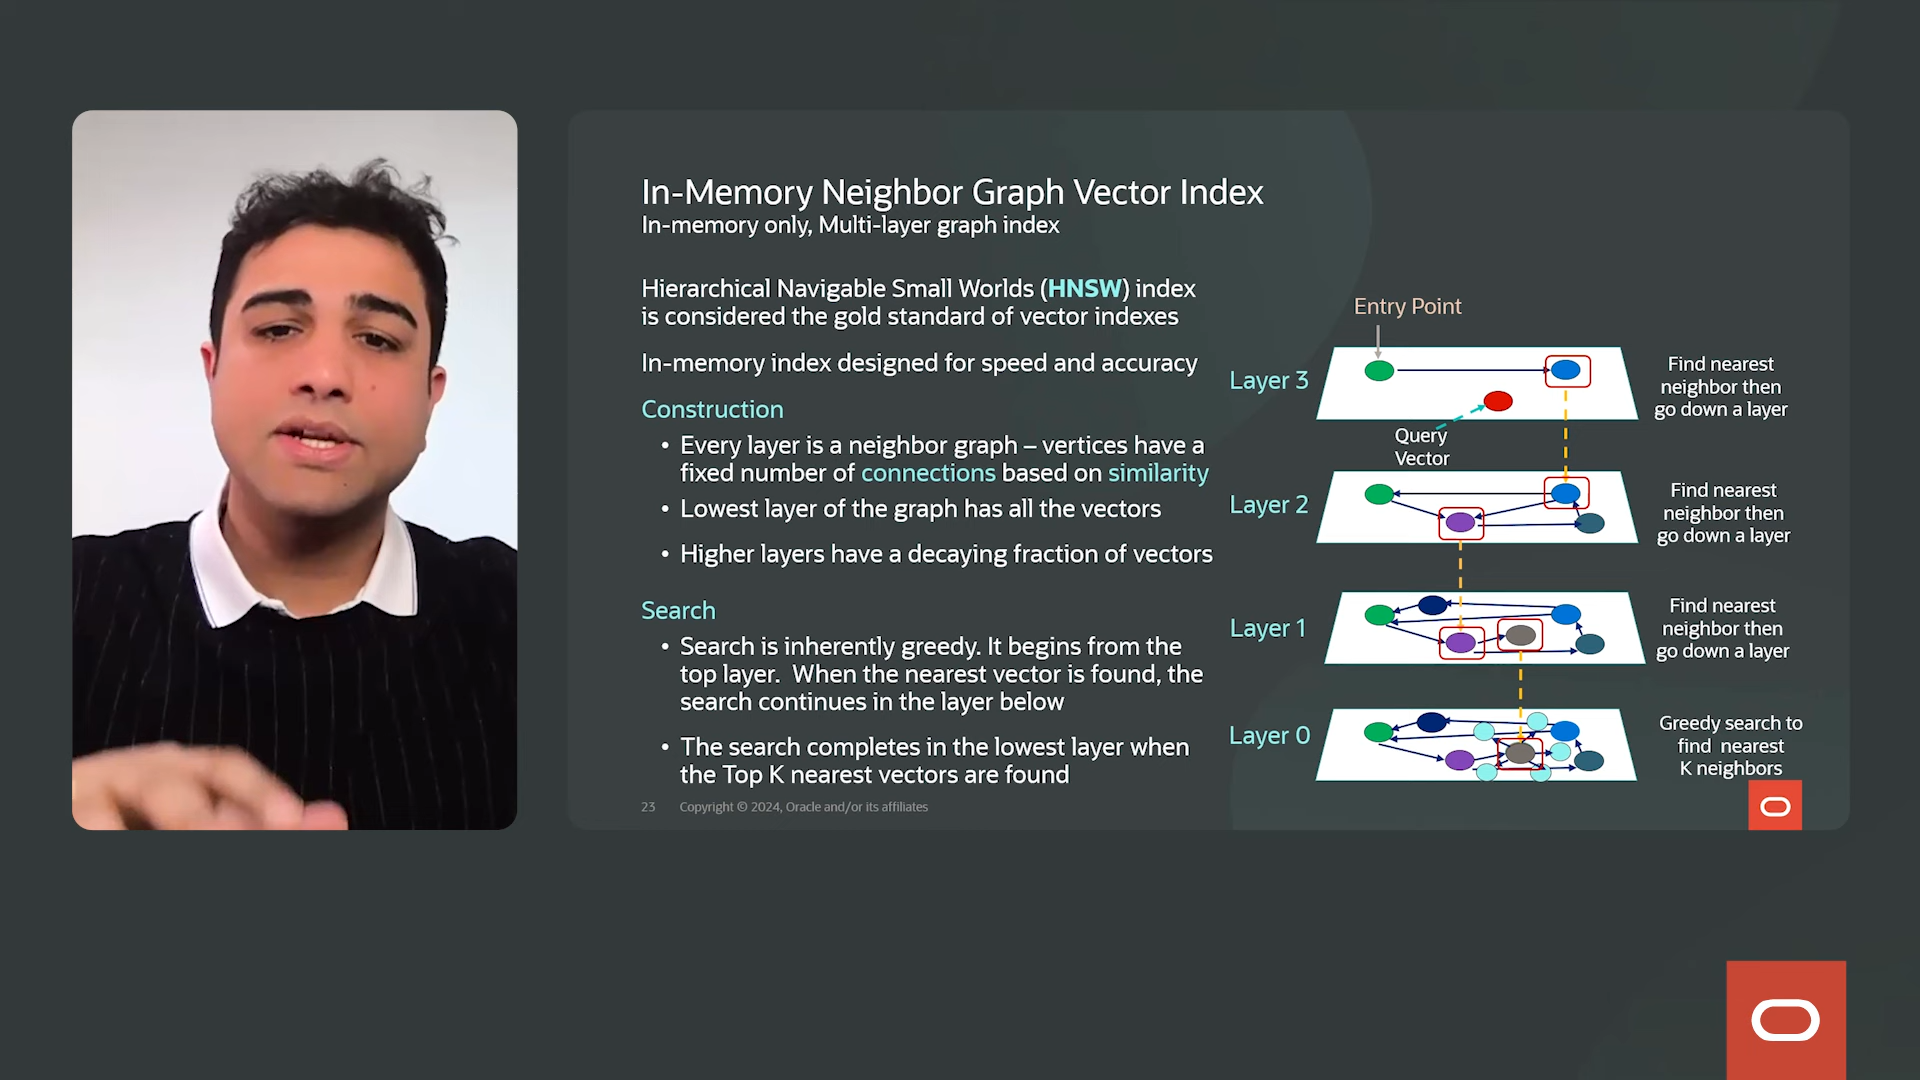 In-Memory Neighbor Graph Vector Index
In-memory only, Multi-layer graph index
Hierarchical Navigable Small Worlds (HNSW) index
is considered the gold standard of vector indexes
In-memory index designed for speed and accuracy
Construction
• Every layer is a neighbor graph – vertices have a
fixed number of connections based on similarity
• Lowest layer of the graph has all the vectors
• Higher layers have a decaying fraction of vectors
Search
• Search is inherently greedy. It begins from the
top layer.  When the nearest vector is found, the
search continues in the layer below
• The search completes in the lowest layer when
the Top K nearest vectors are found
Entry Point
Layer 3
Find nearest
neighbor then
go down a layer
Query
Vector
Layer 2
Find nearest
neighbor then
go down a layer
Layer 1
Find nearest
neighbor then
go down a layer
Layer 0
Greedy search to
find  nearest
K neighbors
23 Copyright © 2024, Oracle and/or its affiliates